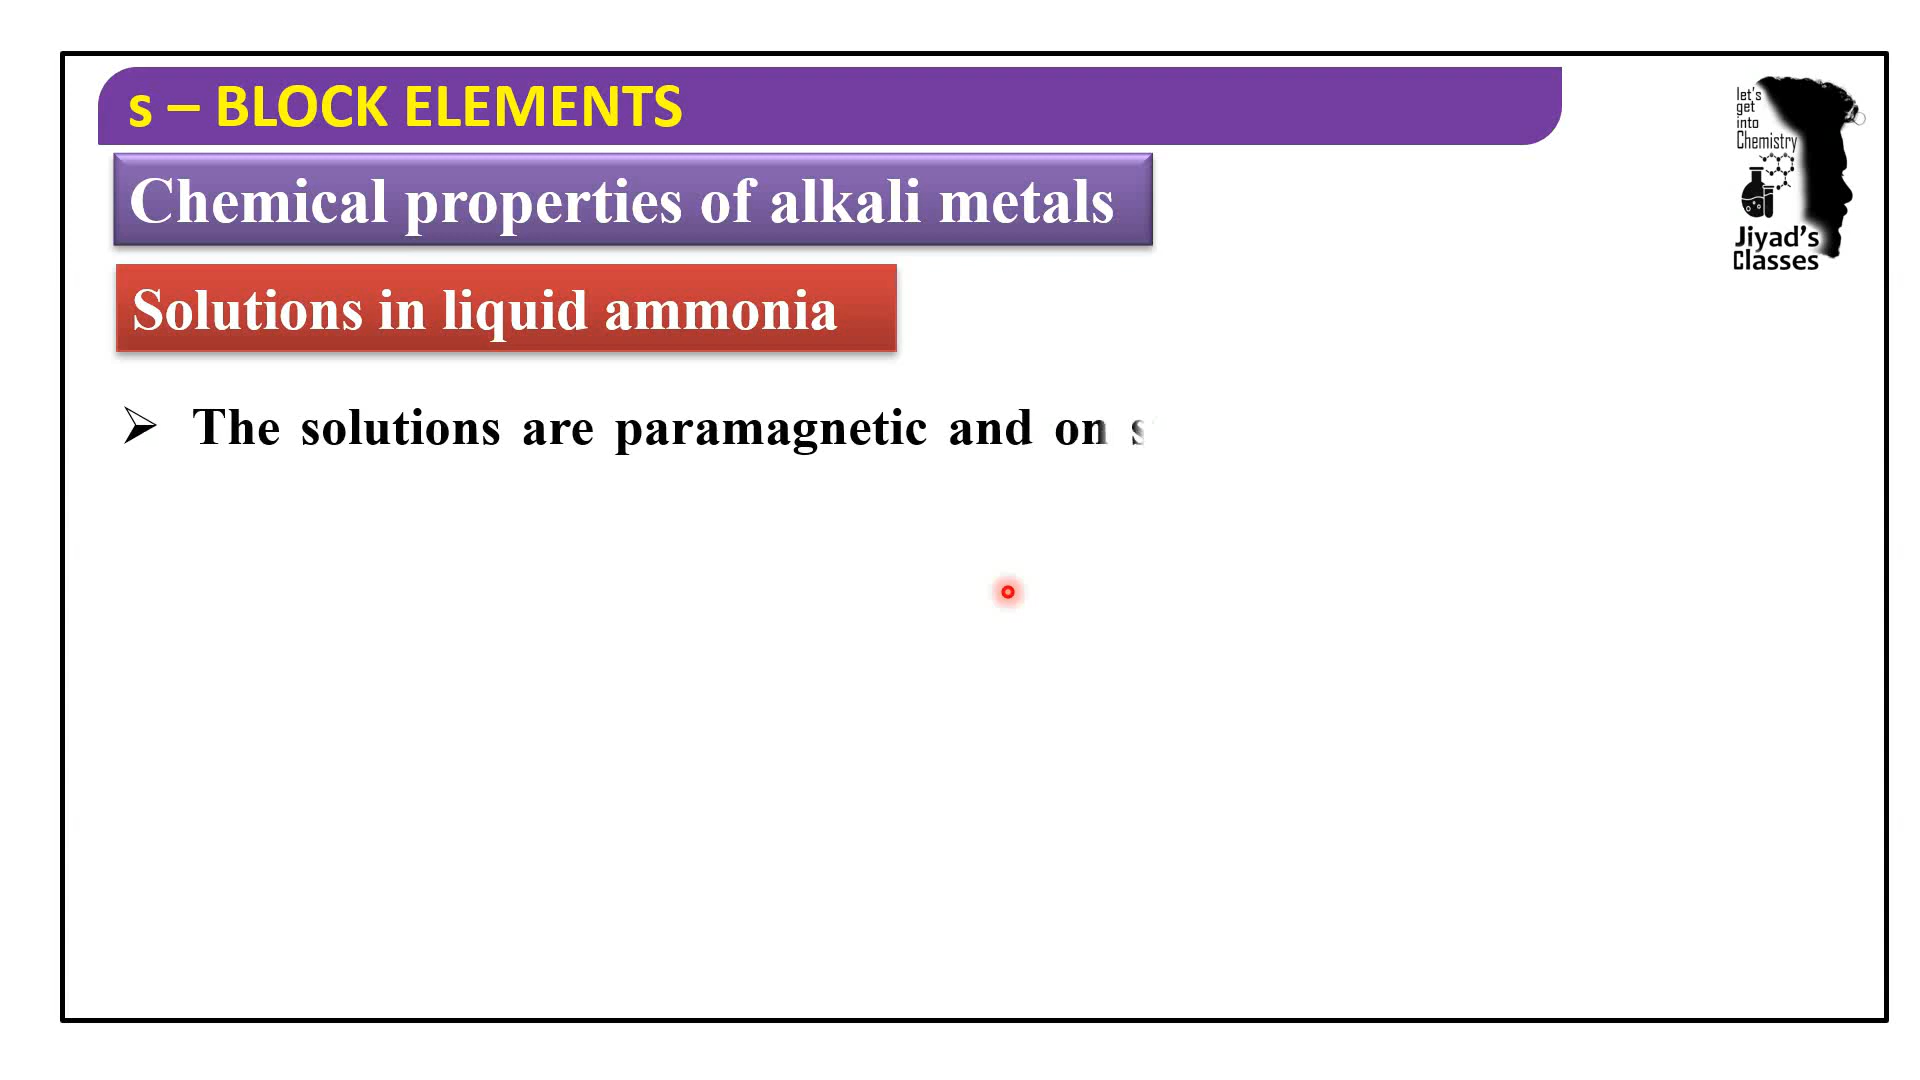 s – BLOCK ELEMENTS
let's
get
into
Chemistry
Jiyad's
Classes
Chemical properties of alkali metals
Solutions in liquid ammonia
➢ The solutions are paramagnetic and on